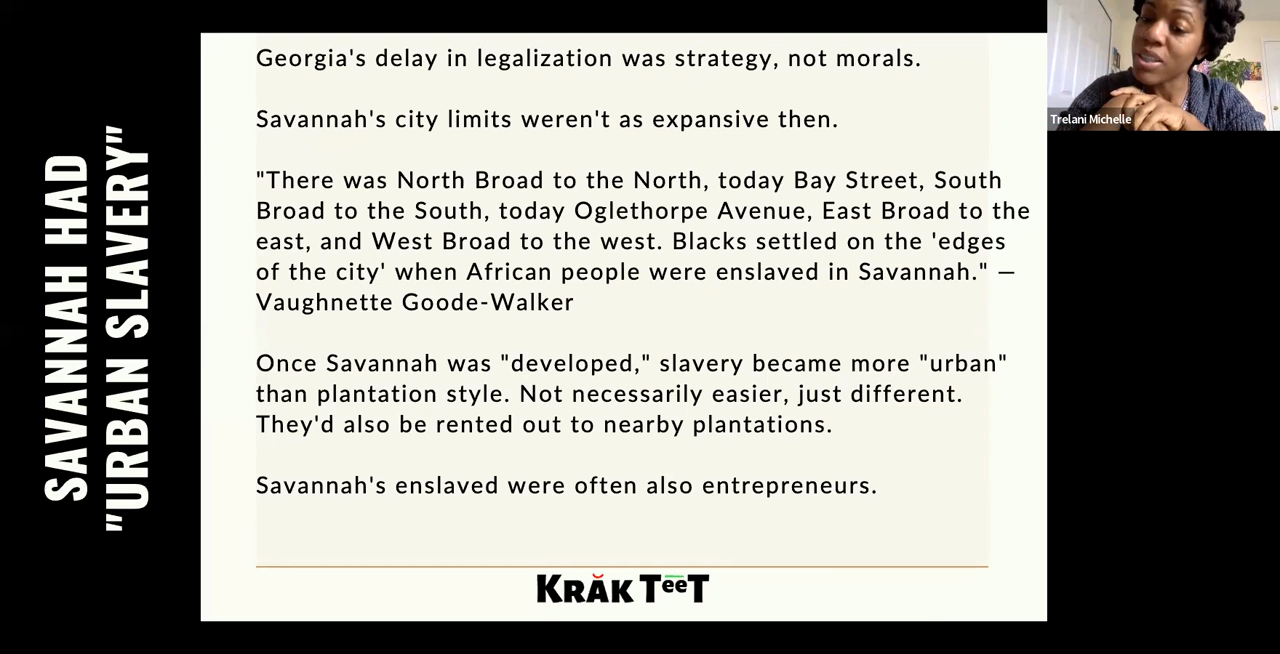 SAVANNAH HAD
"URBAN SLAVERY"
Georgia's delay in legalization was strategy, not morals.
Savannah's city limits weren't as expansive then.
"There was North Broad to the North, today Bay Street, South
Broad to the South, today Oglethorpe Avenue, East Broad to the
east, and West Broad to the west. Blacks settled on the 'edges
of the city' when African people were enslaved in Savannah." —
Vaughnette Goode-Walker
Once Savannah was "developed," slavery became more "urban"
than plantation style. Not necessarily easier, just different.
They'd also be rented out to nearby plantations.
Savannah's enslaved were often also entrepreneurs.
KRĂK TēēT
Trelani Michelle